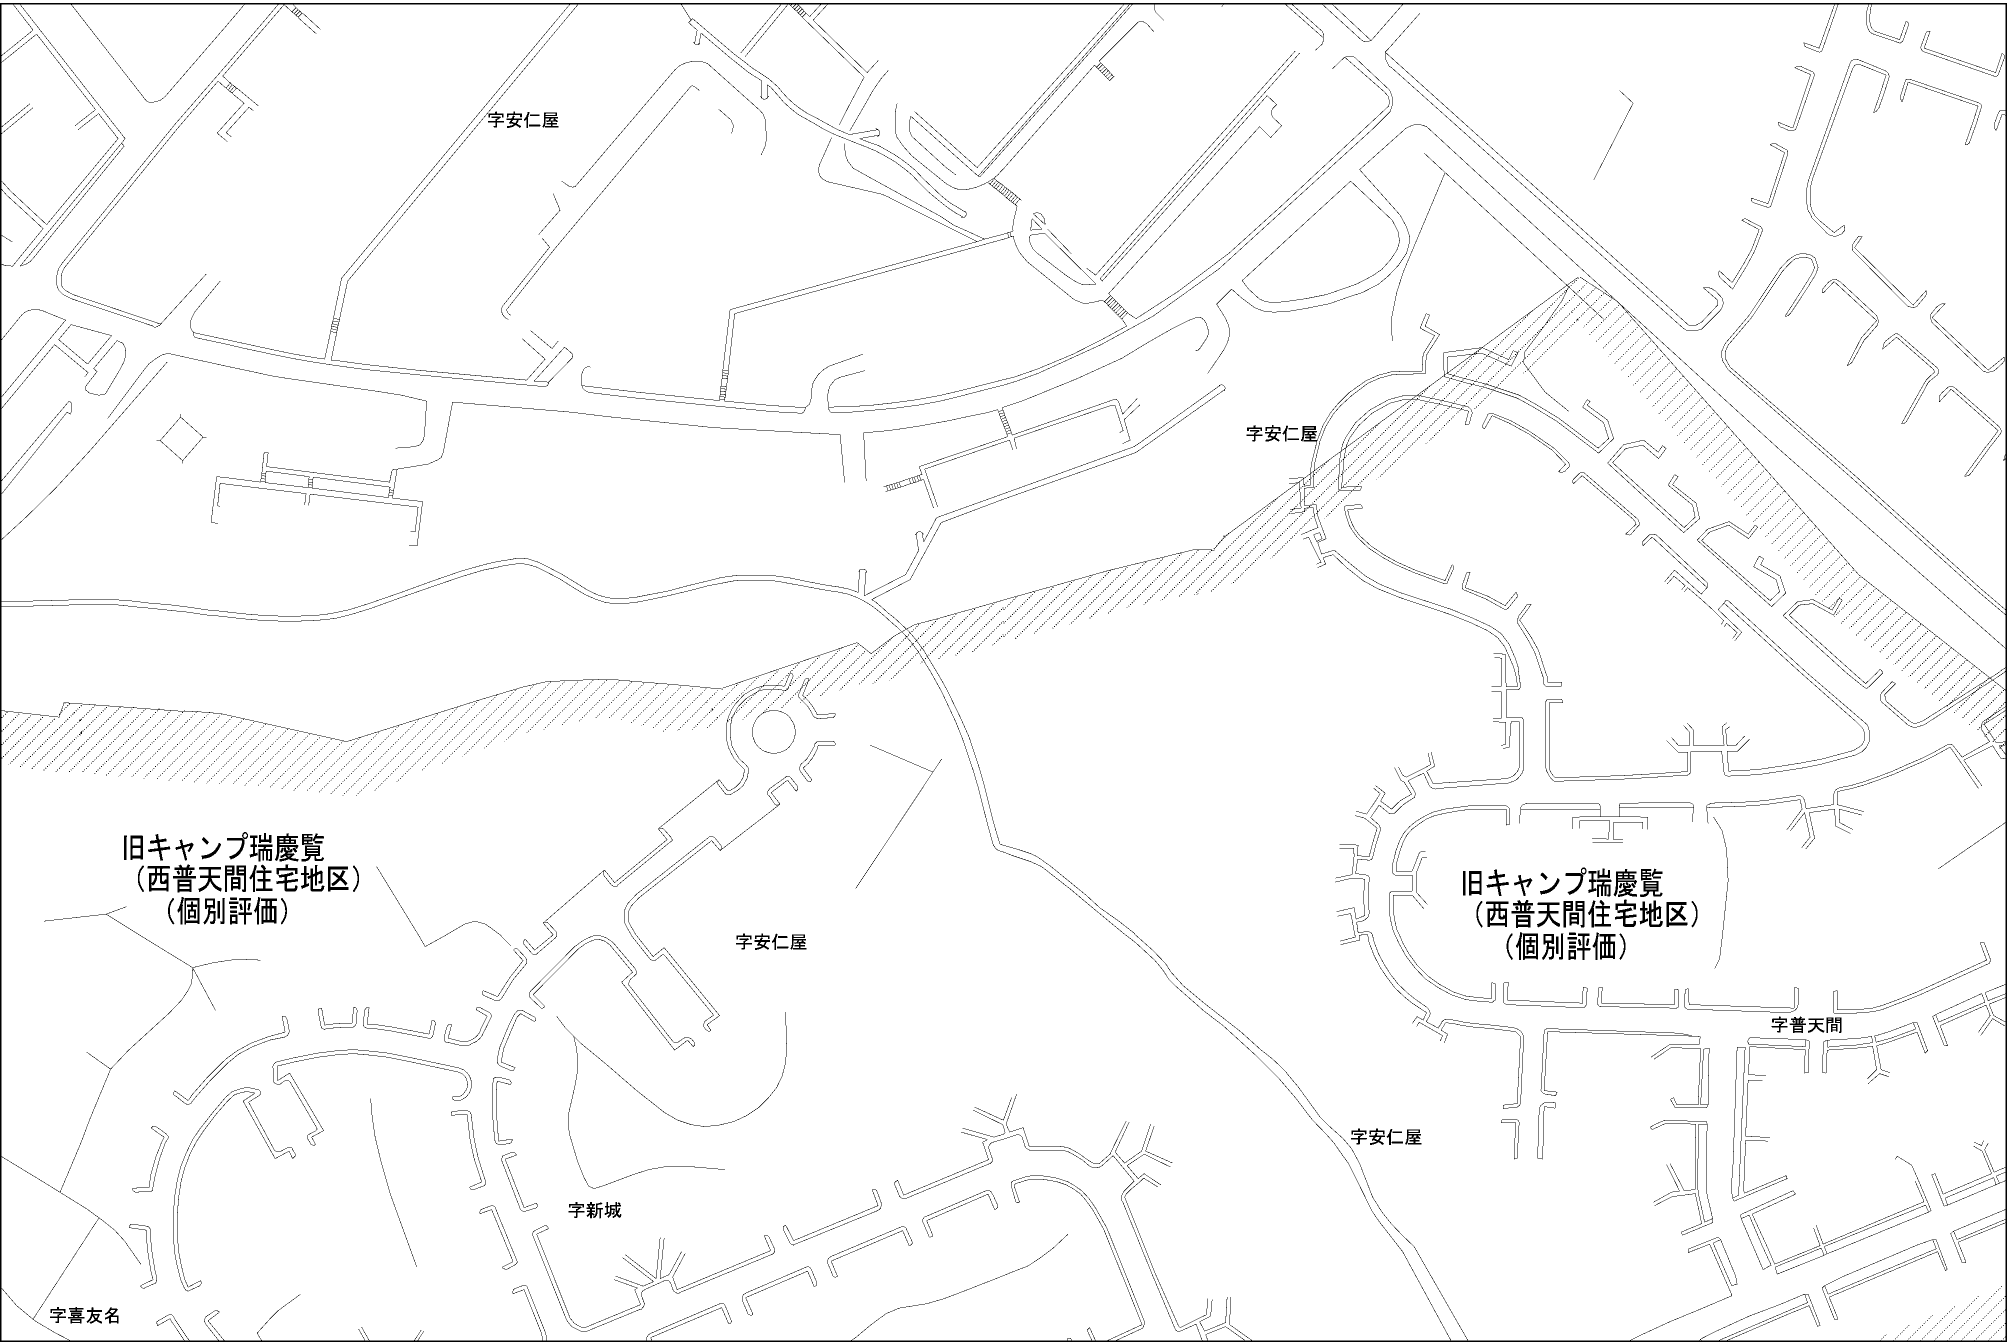 字安仁屋
字安仁屋
旧キャンプ瑞慶覧
（西普天間住宅地区）
（個別評価）
旧キャンプ瑞慶覧
（西普天間住宅地区）
（個別評価）
字安仁屋
字普天間
字安仁屋
字新城
字喜友名